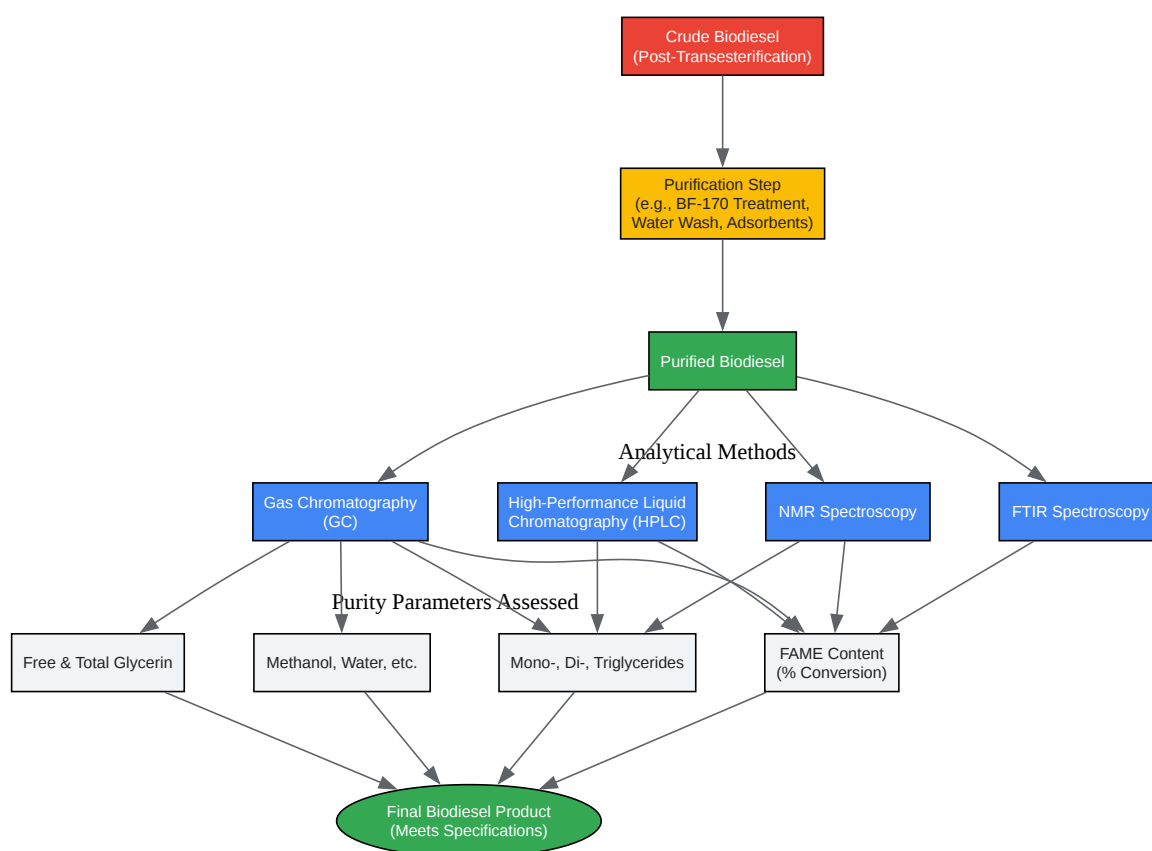 Crude Biodiesel
(Post-Transesterification)
Purification Step
(e.g., BF-170 Treatment,
Water Wash, Adsorbents)
Purified Biodiesel
Analytical Methods
Gas Chromatography
(GC)
High-Performance Liquid
Chromatography (HPLC)
NMR Spectroscopy
FTIR Spectroscopy
Purity Parameters Assessed
Free & Total Glycerin
Methanol, Water, etc.
Mono-, Di-, Triglycerides
FAME Content
(% Conversion)
Final Biodiesel Product
(Meets Specifications)